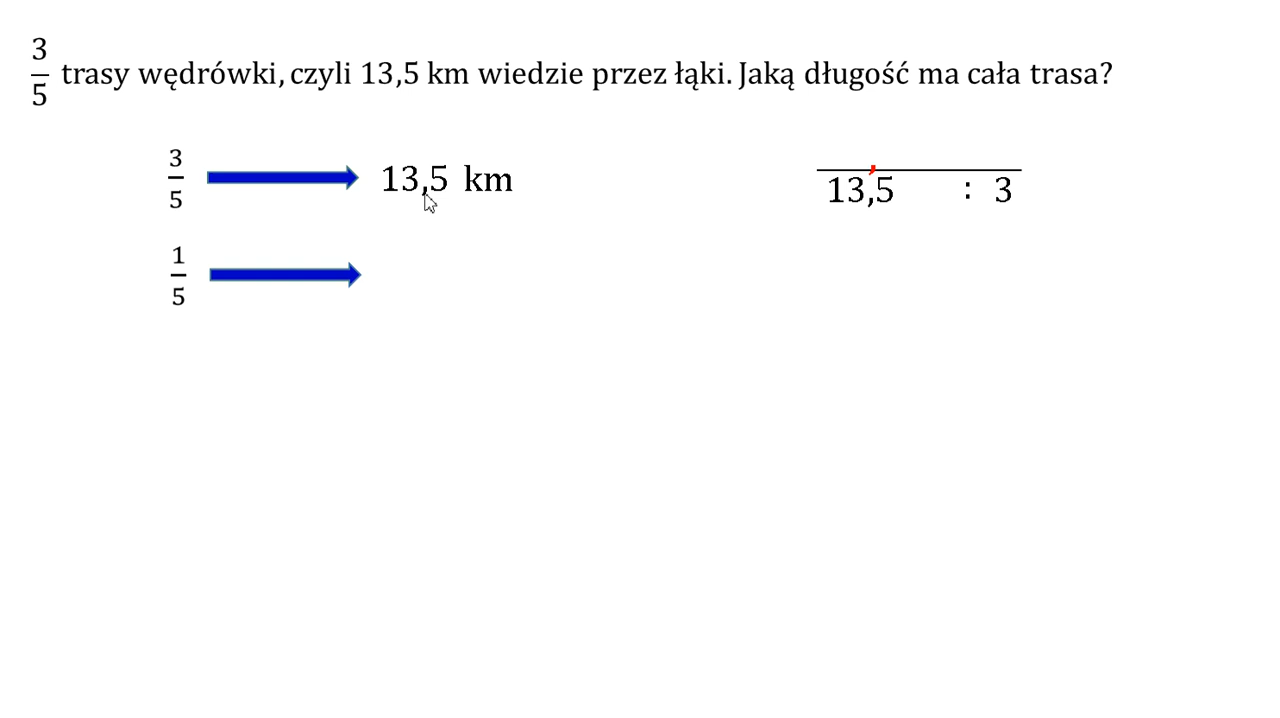 3/5 trasy wędrówki, czyli 13,5 km wiedzie przez łąki. Jaką długość ma cała trasa?
3/5 13,5 km
,
13,5 : 3
1/5